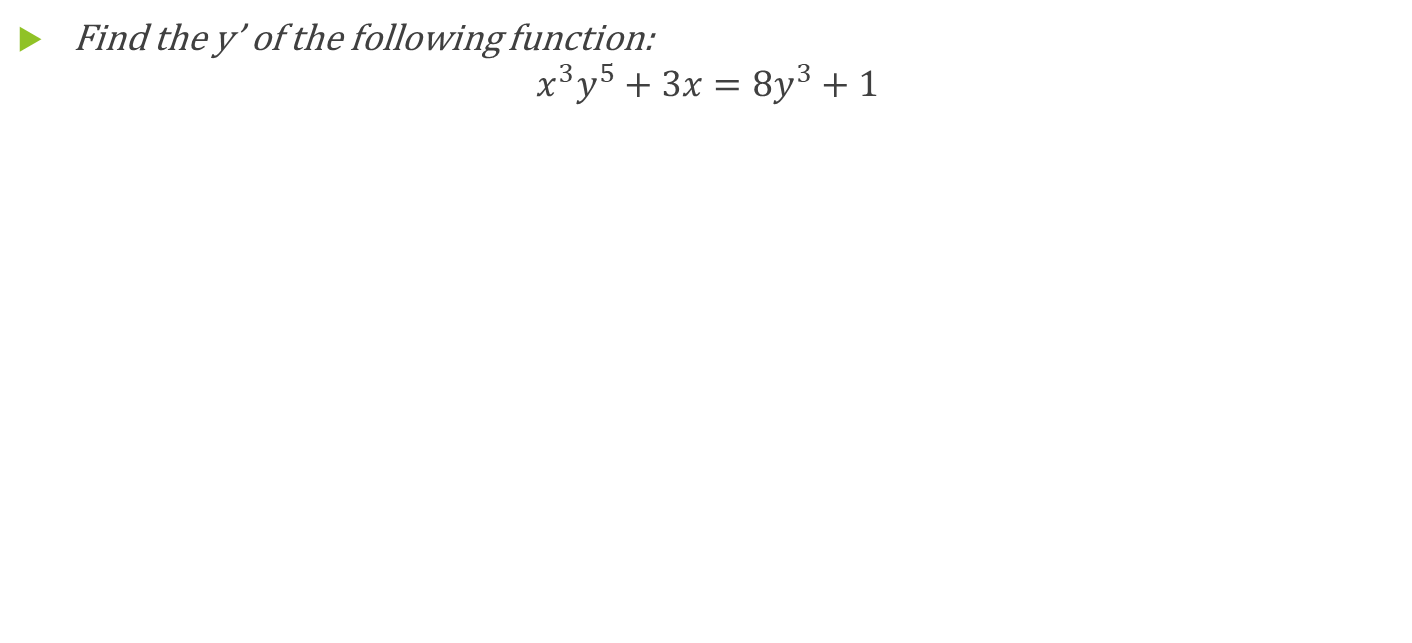 Find the y’ of the following function:
x³y⁵ + 3x = 8y³ + 1